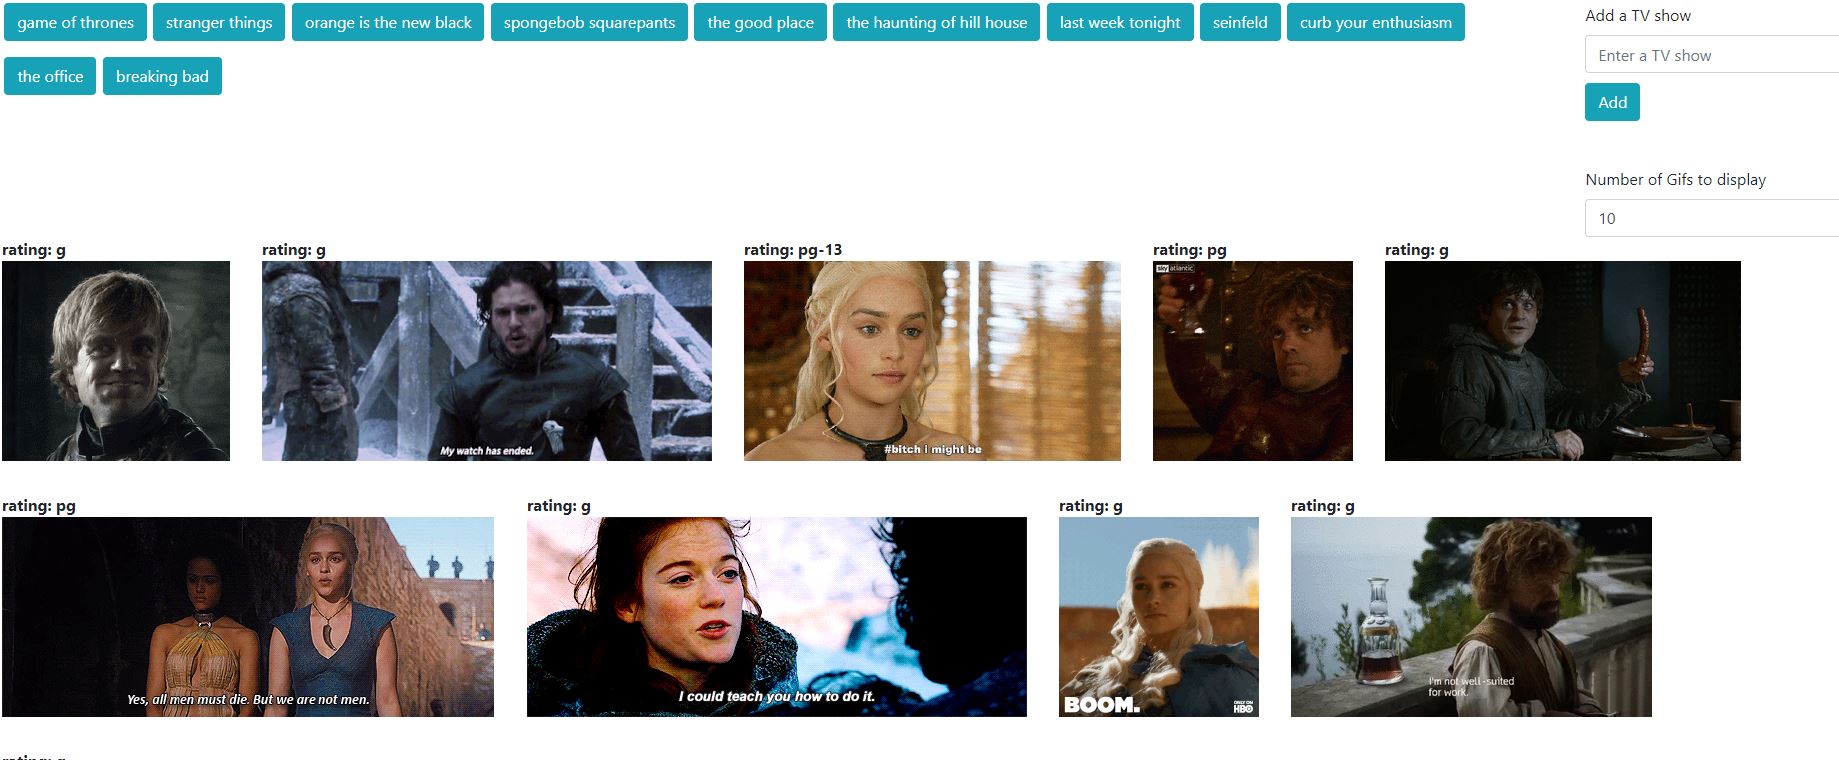 game of thrones stranger things orange is the new black spongebob squarepants the good place the haunting of hill house last week tonight seinfeld curb your enthusiasm
the office breaking bad
Add a TV show
Enter a TV show
Add
Number of Gifs to display
10
rating: g rating: g rating: pg-13 rating: pg rating: g
sky atlantic
My watch has ended.
#bitch i might be
rating: pg rating: g rating: g rating: g
Yes, all men must die. But we are not men.
I could teach you how to do it.
BOOM.
ONLY ON
HBO
I'm not well-suited
for work.
rating: g